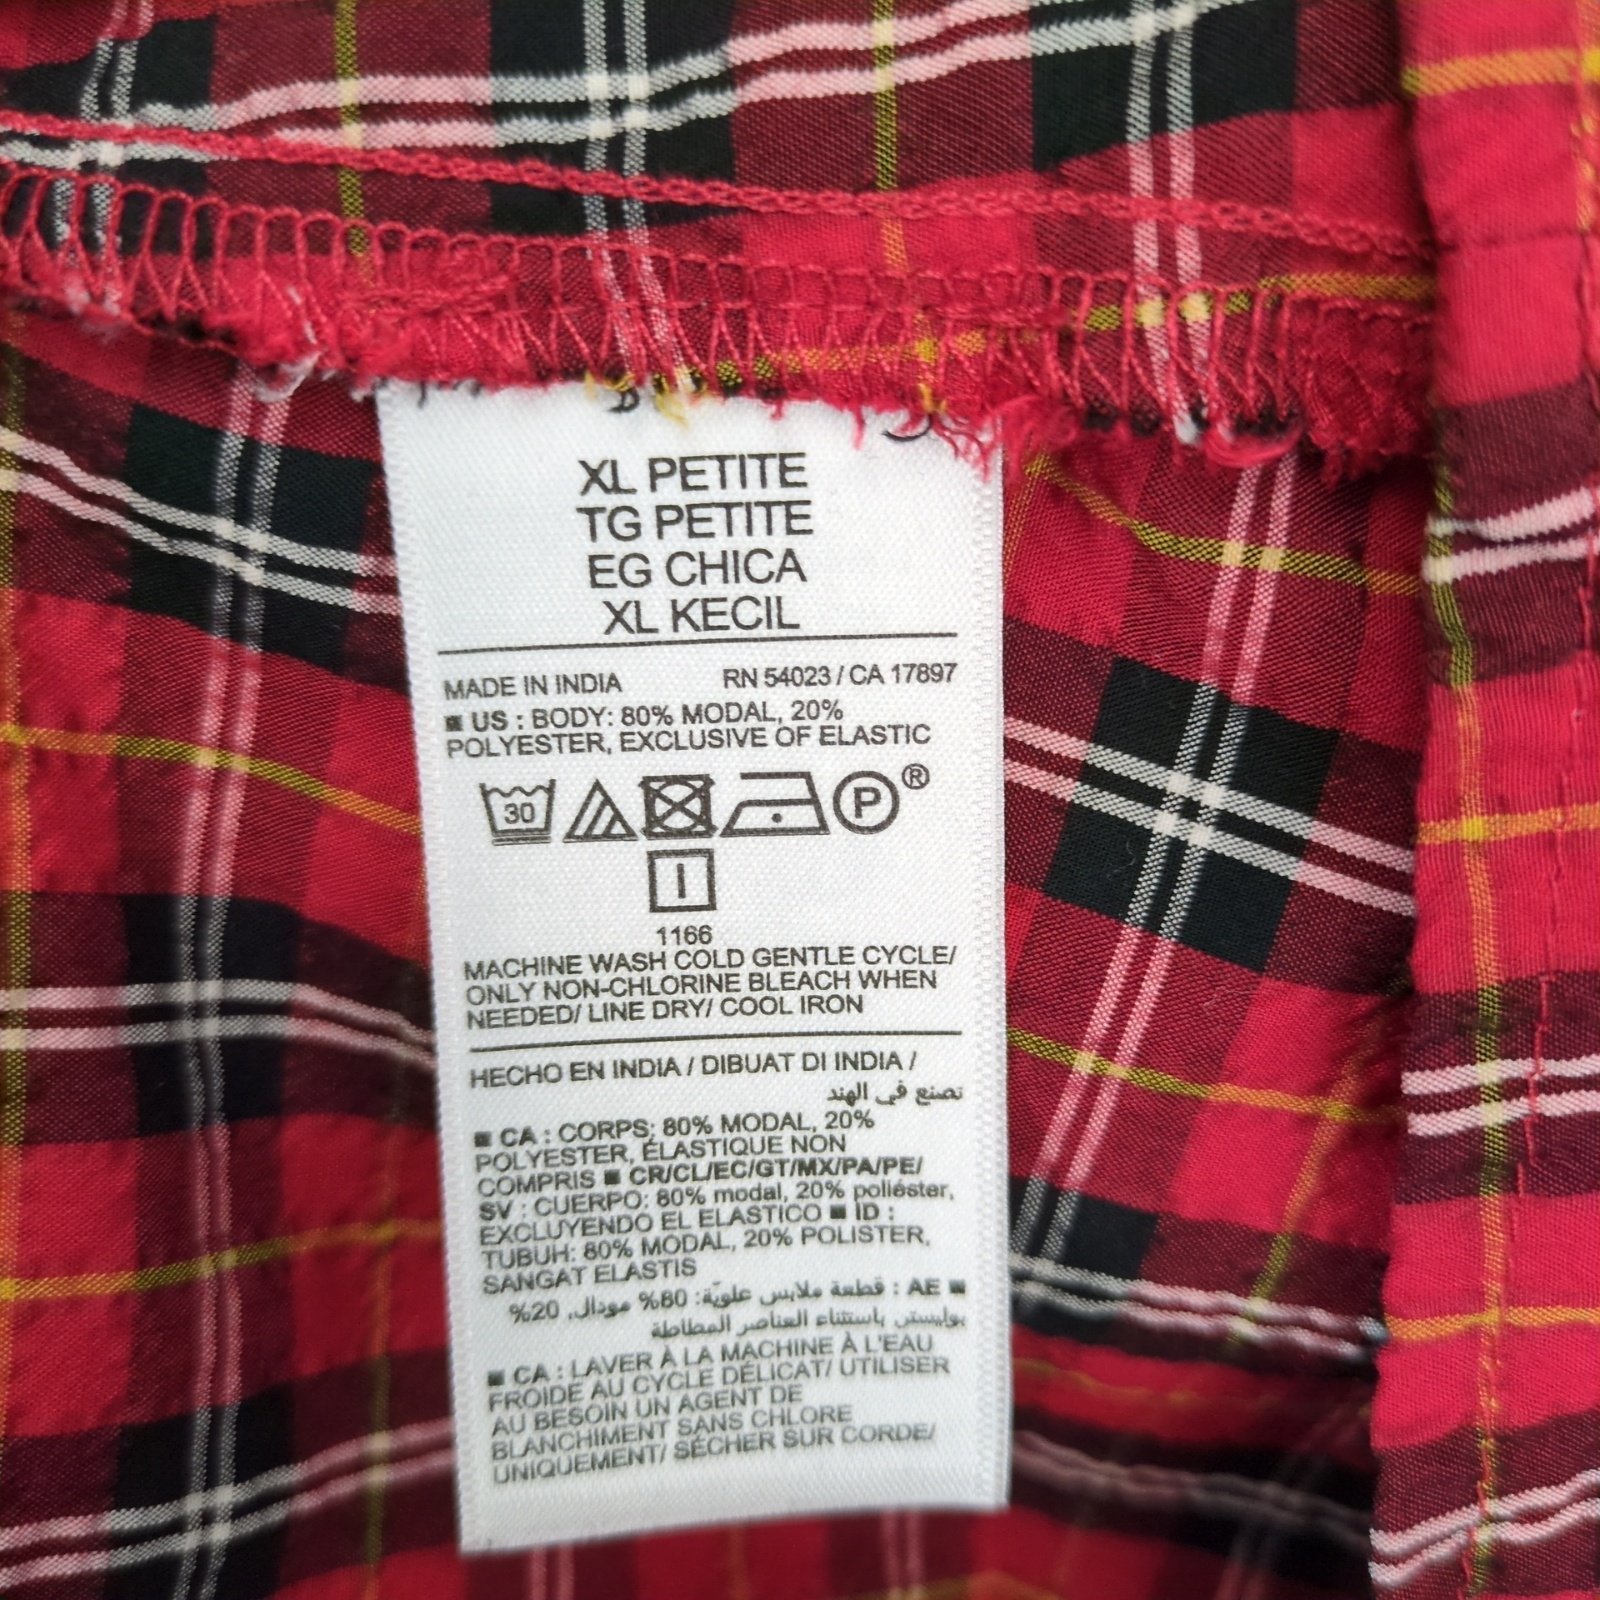 XL PETITE
TG PETITE
EG CHICA
XL KECIL
MADE IN INDIA RN 54023 / CA 17897
■ US : BODY: 80% MODAL, 20%
POLYESTER, EXCLUSIVE OF ELASTIC
30 P®
1166
MACHINE WASH COLD GENTLE CYCLE/
ONLY NON-CHLORINE BLEACH WHEN
NEEDED/ LINE DRY/ COOL IRON
HECHO EN INDIA / DIBUAT DI INDIA /
تصنع في الهند
■ CA : CORPS: 80% MODAL, 20%
POLYESTER, ÉLASTIQUE NON
COMPRIS ■ CR/CL/EC/GT/MX/PA/PE/
SV : CUERPO: 80% modal, 20% poliéster,
EXCLUYENDO EL ELASTICO ■ ID :
TUBUH: 80% MODAL, 20% POLISTER,
SANGAT ELASTIS
■ AE : قطعة ملابس علويّة: 80% مودال, 20%
بوليستر, باستثناء العناصر المطاطة
■ CA : LAVER À LA MACHINE À L'EAU
FROIDE AU CYCLE DÉLICAT/ UTILISER
AU BESOIN UN AGENT DE
BLANCHIMENT SANS CHLORE
UNIQUEMENT/ SÉCHER SUR CORDE/